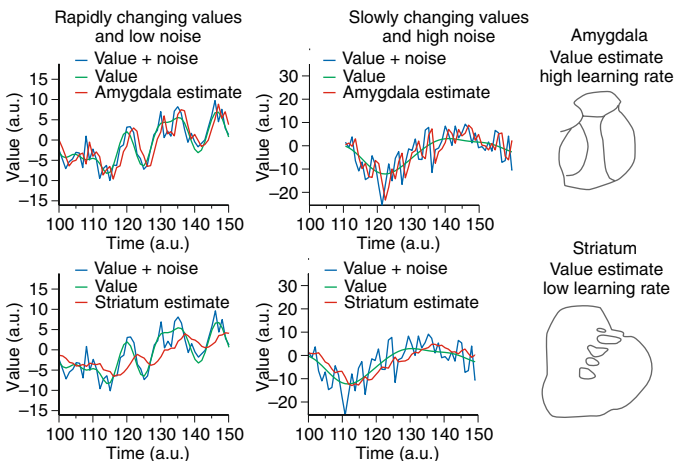 Rapidly changing values
and low noise
Slowly changing values
and high noise
Amygdala
Value estimate
high learning rate
Value + noise
Value
Amygdala estimate
15
10
5
0
−5
−10
−15
Value (a.u.)
100 110 120 130 140 150
Time (a.u.)
Value + noise
Value
Amygdala estimate
30
20
10
0
−10
−20
Value (a.u.)
100 110 120 130 140 150
Time (a.u.)
Striatum
Value estimate
low learning rate
Value + noise
Value
Striatum estimate
15
10
5
0
−5
−10
−15
Value (a.u.)
100 110 120 130 140 150
Time (a.u.)
Value + noise
Value
Striatum estimate
30
20
10
0
−10
−20
Value (a.u.)
100 110 120 130 140 150
Time (a.u.)